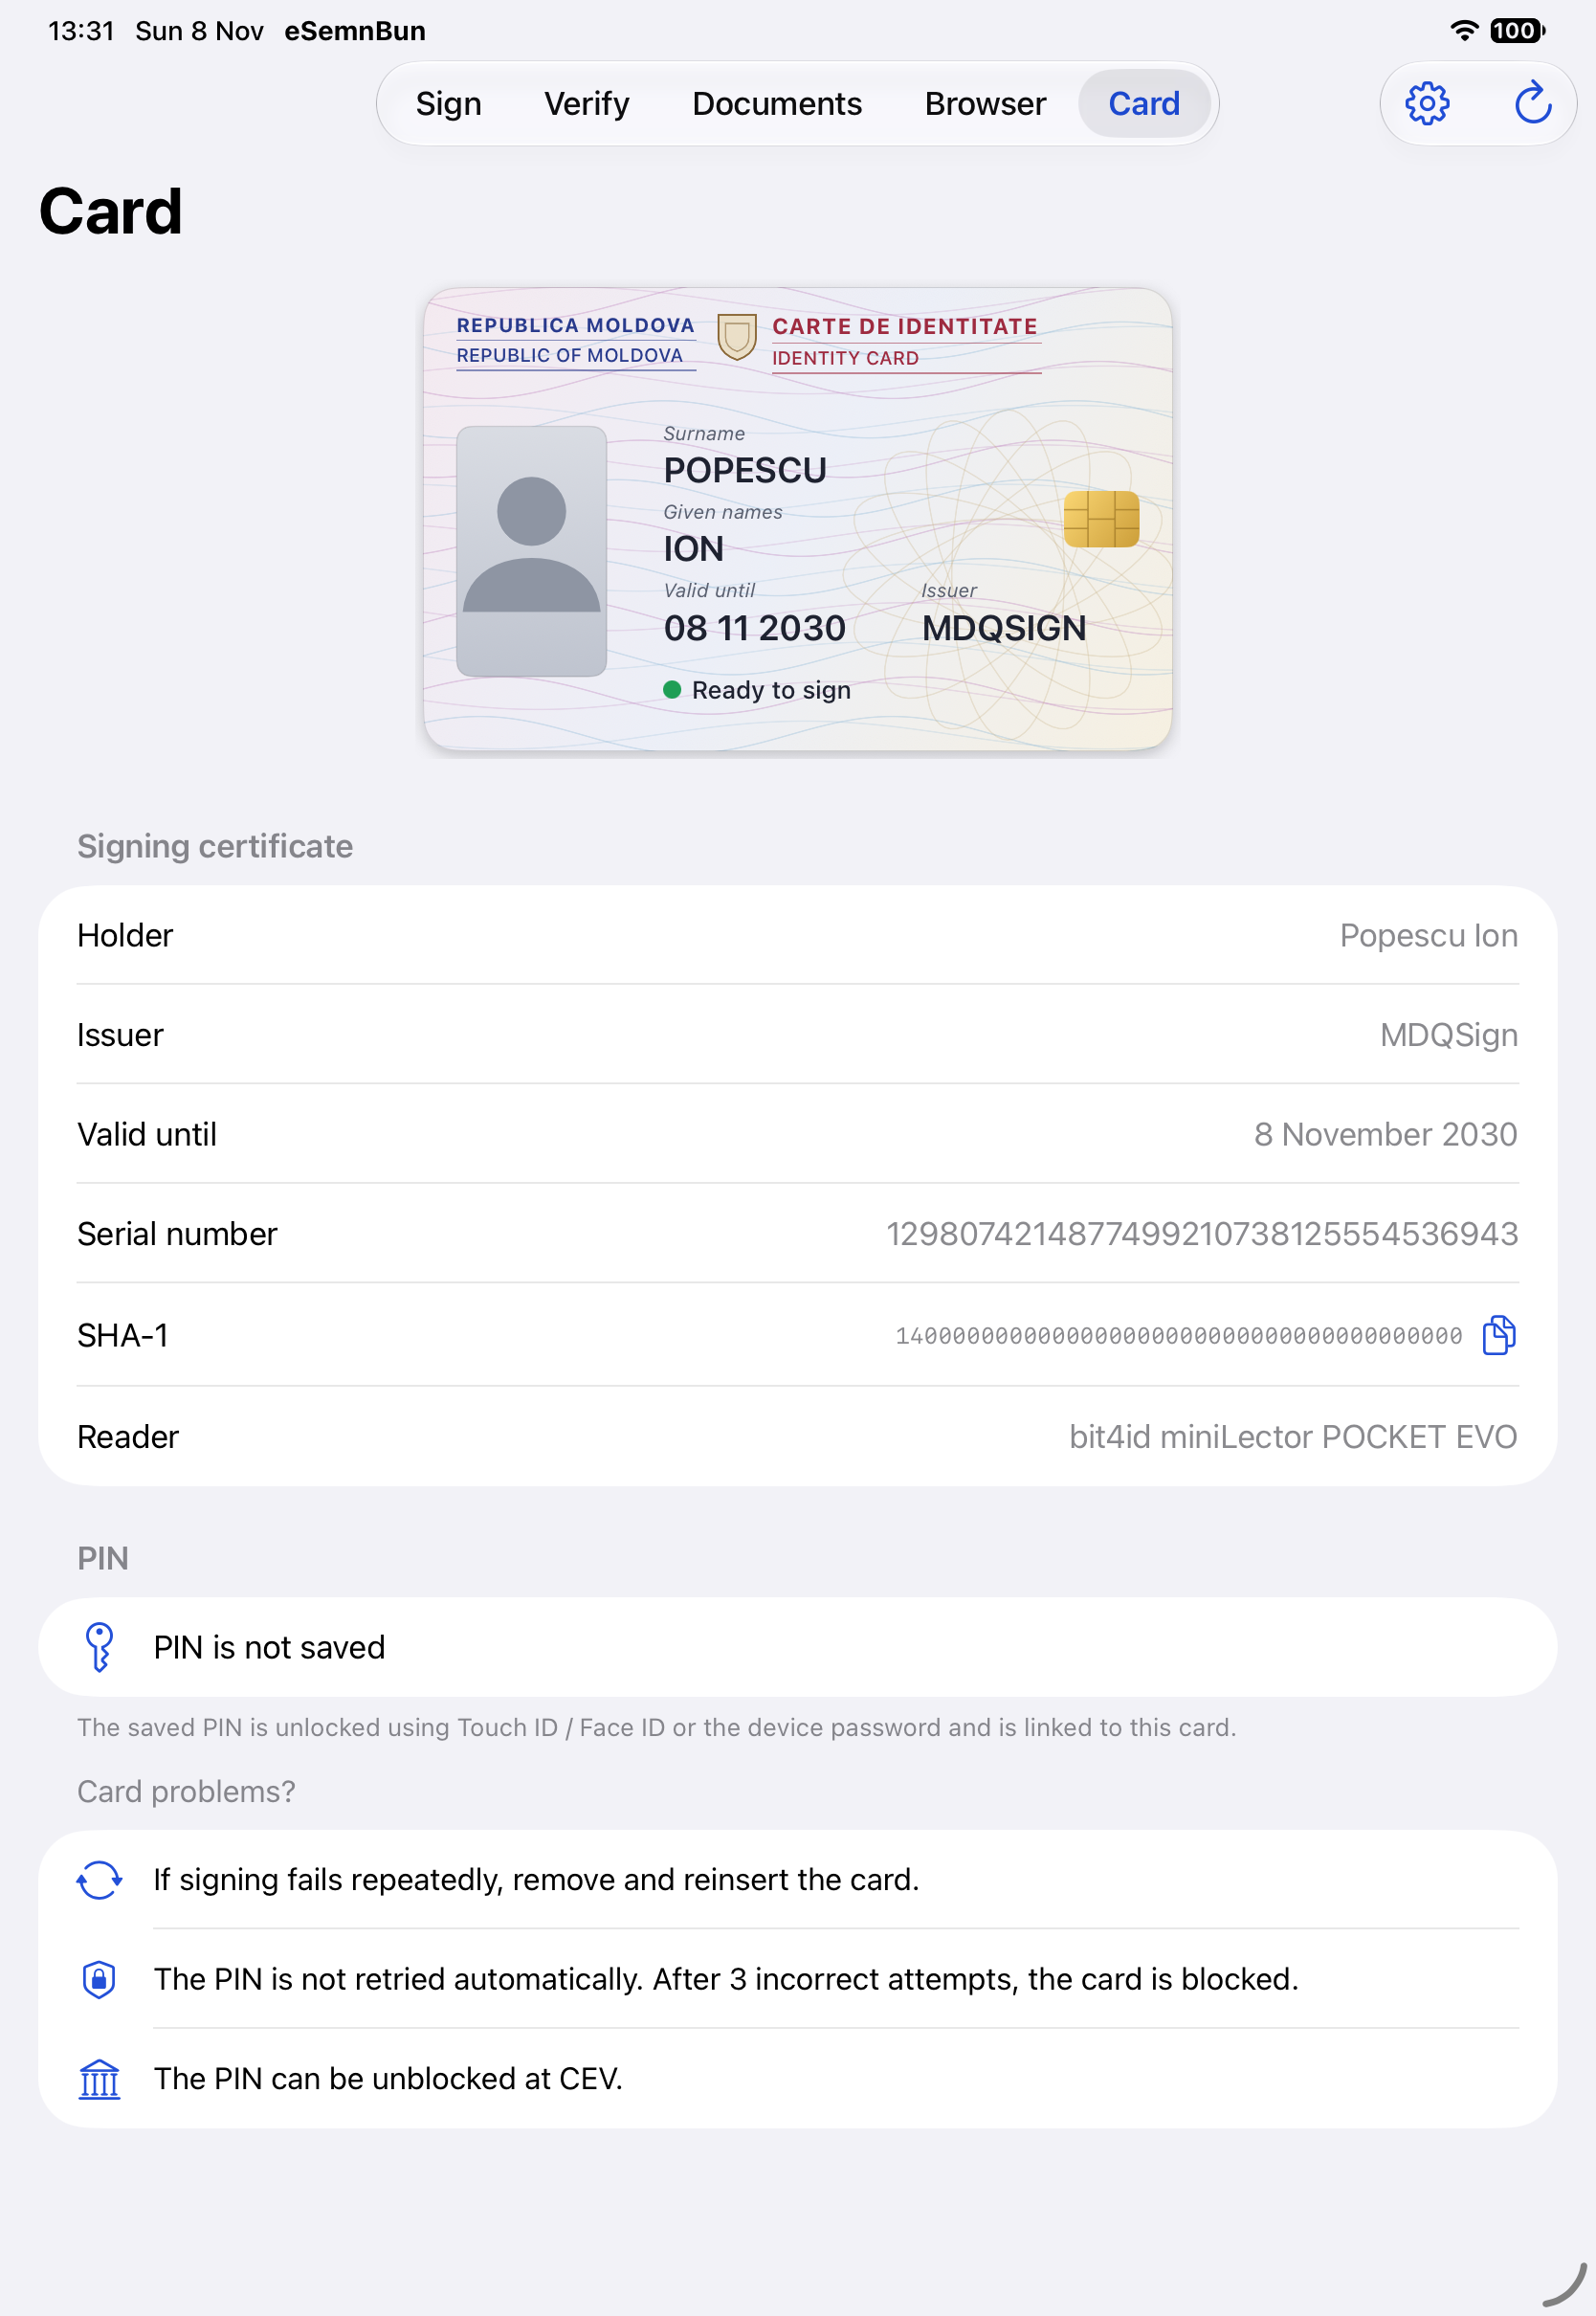 13:31 Sun 8 Nov eSemnBun
100
Sign Verify Documents Browser Card
Card
REPUBLICA MOLDOVA
REPUBLIC OF MOLDOVA
CARTE DE IDENTITATE
IDENTITY CARD
Surname
POPESCU
Given names
ION
Valid until
08 11 2030
Issuer
MDQSIGN
Ready to sign
Signing certificate
Holder Popescu Ion
Issuer MDQSign
Valid until 8 November 2030
Serial number 1298074214877499210738125554536943
SHA-1 1400000000000000000000000000000000000000
Reader bit4id miniLector POCKET EVO
PIN
PIN is not saved
The saved PIN is unlocked using Touch ID / Face ID or the device password and is linked to this card.
Card problems?
If signing fails repeatedly, remove and reinsert the card.
The PIN is not retried automatically. After 3 incorrect attempts, the card is blocked.
The PIN can be unblocked at CEV.